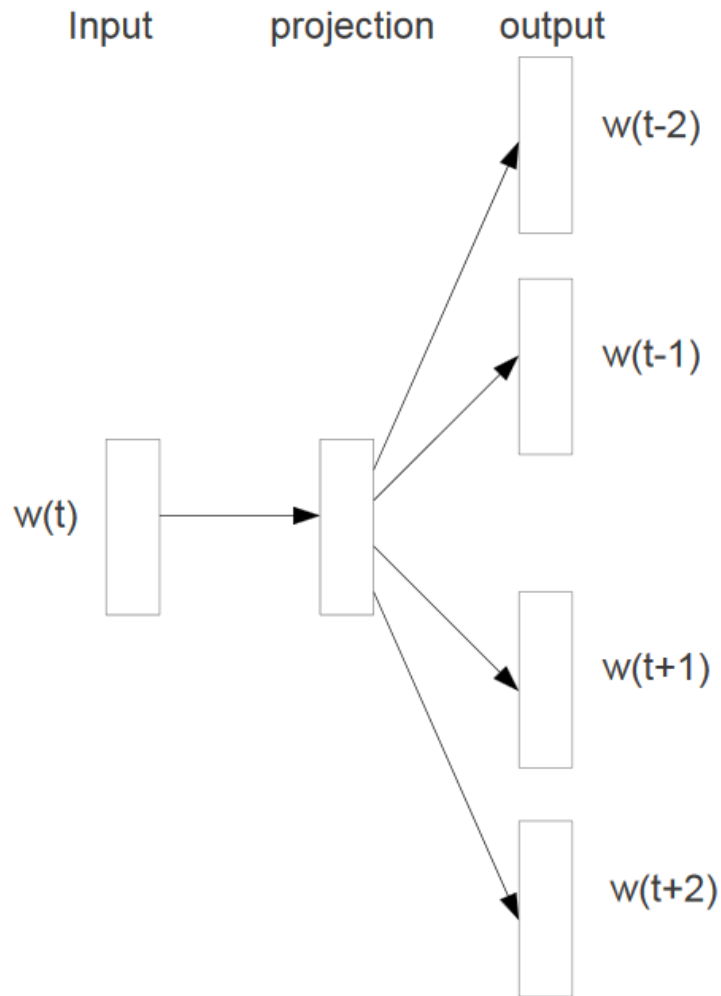 Input projection output
w(t-2)
w(t-1)
w(t)
w(t+1)
w(t+2)